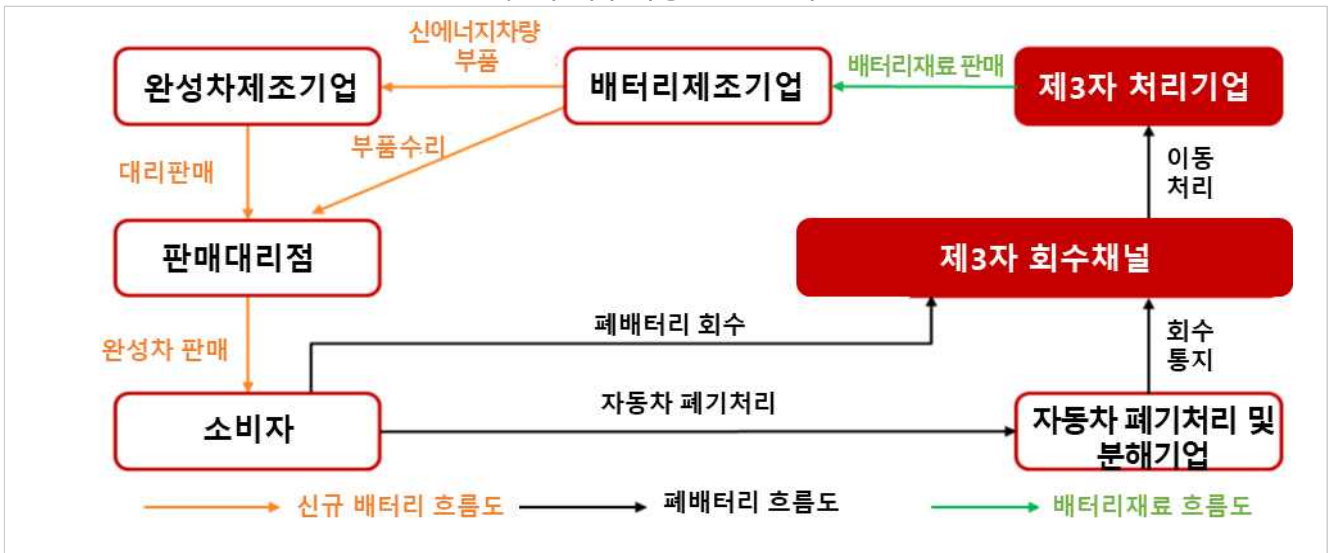 신에너지차량
부품
완성차제조기업
배터리제조기업
배터리재료 판매
제3자 처리기업
대리판매
부품수리
이동
처리
판매대리점
제3자 회수채널
완성차 판매
폐배터리 회수
회수
통지
소비자
자동차 폐기처리
자동차 폐기처리 및
분해기업
신규 배터리 흐름도
폐배터리 흐름도
배터리재료 흐름도